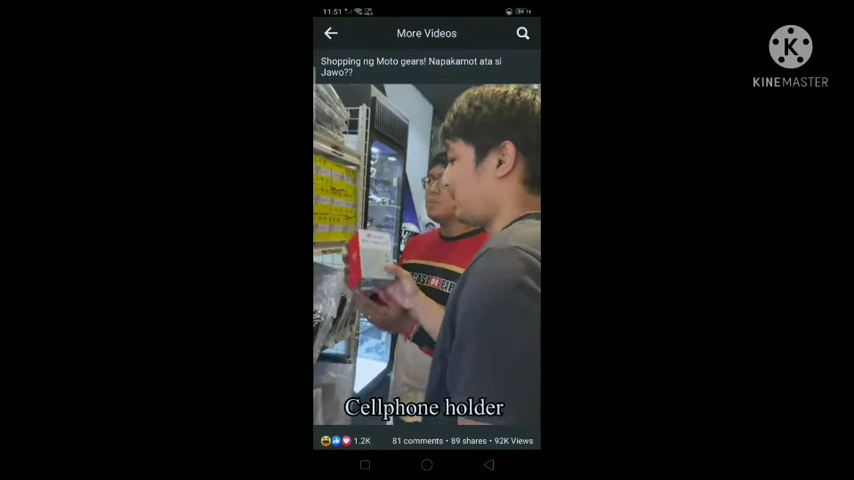 11:51
More Videos
KINEMASTER
Shopping ng Moto gears! Napakamot ata si
Jawo??
Cellphone holder
1.2K 81 comments • 89 shares • 92K Views